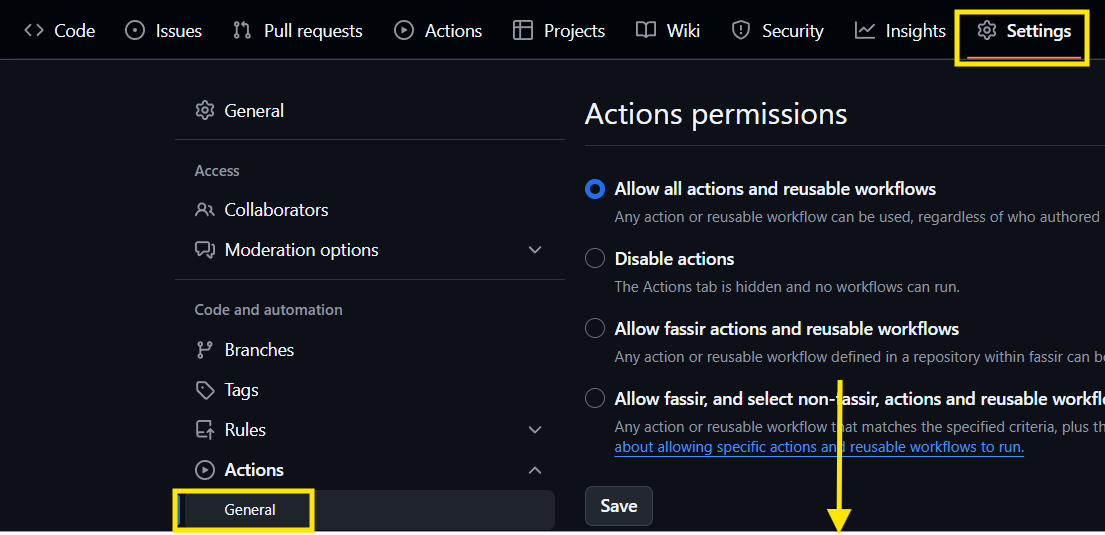 Code Issues Pull requests Actions Projects Wiki Security Insights Settings
General
Access
Collaborators
Moderation options
Code and automation
Branches
Tags
Rules
Actions
General
Actions permissions
Allow all actions and reusable workflows
Any action or reusable workflow can be used, regardless of who authored
Disable actions
The Actions tab is hidden and no workflows can run.
Allow fassir actions and reusable workflows
Any action or reusable workflow defined in a repository within fassir can be
Allow fassir, and select non-fassir, actions and reusable workfl
Any action or reusable workflow that matches the specified criteria, plus th
about allowing specific actions and reusable workflows to run.
Save